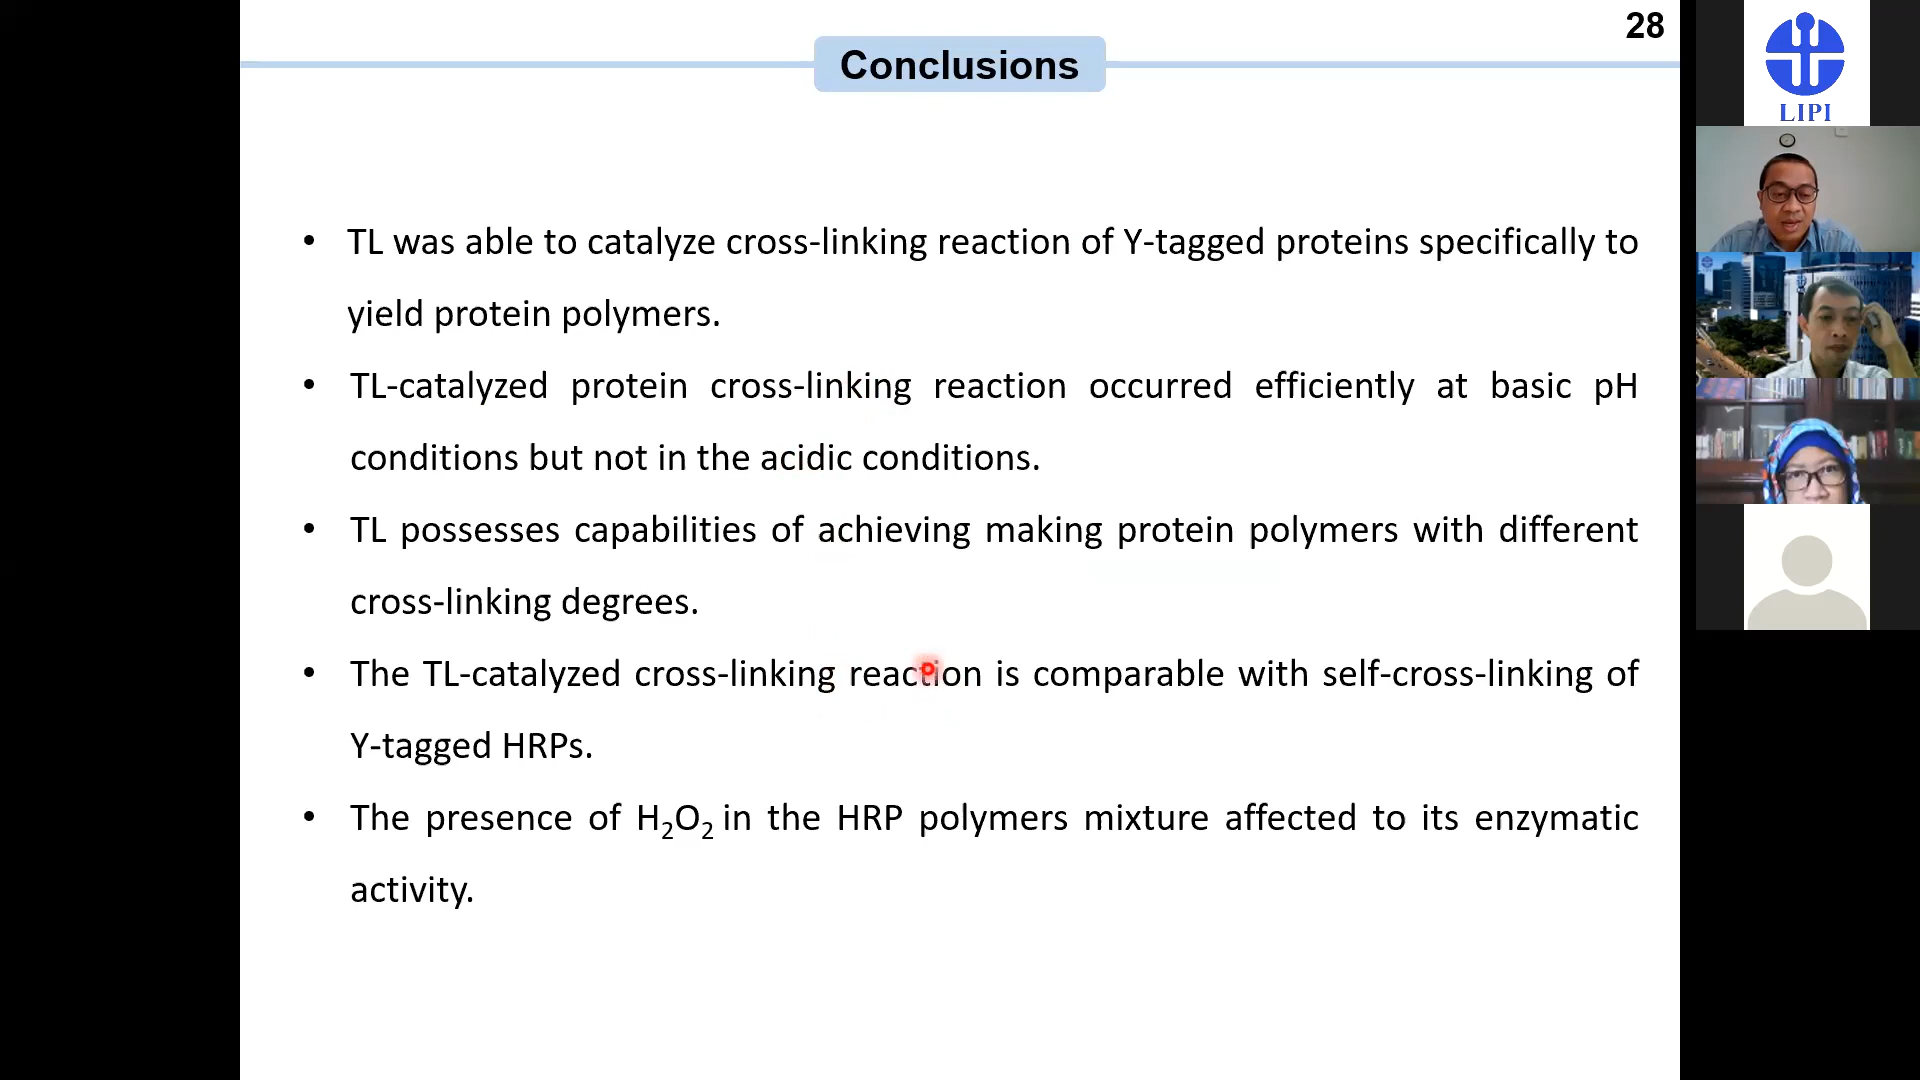 28
Conclusions
• TL was able to catalyze cross-linking reaction of Y-tagged proteins specifically to
yield protein polymers.
• TL-catalyzed protein cross-linking reaction occurred efficiently at basic pH
conditions but not in the acidic conditions.
• TL possesses capabilities of achieving making protein polymers with different
cross-linking degrees.
• The TL-catalyzed cross-linking reaction is comparable with self-cross-linking of
Y-tagged HRPs.
• The presence of H₂O₂ in the HRP polymers mixture affected to its enzymatic
activity.
LIPI